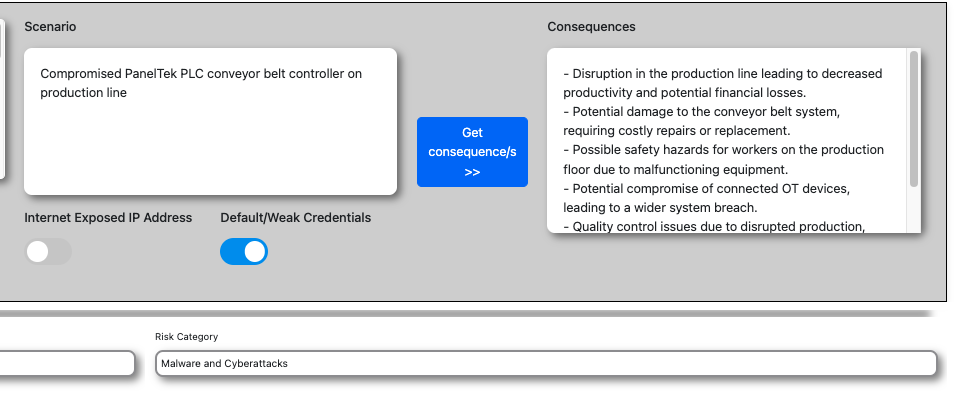 Scenario
Consequences
Compromised PanelTek PLC conveyor belt controller on
production line
Get
consequence/s
>>
- Disruption in the production line leading to decreased
productivity and potential financial losses.
- Potential damage to the conveyor belt system,
requiring costly repairs or replacement.
- Possible safety hazards for workers on the production
floor due to malfunctioning equipment.
- Potential compromise of connected OT devices,
leading to a wider system breach.
- Quality control issues due to disrupted production,
Internet Exposed IP Address
Default/Weak Credentials
Risk Category
Malware and Cyberattacks